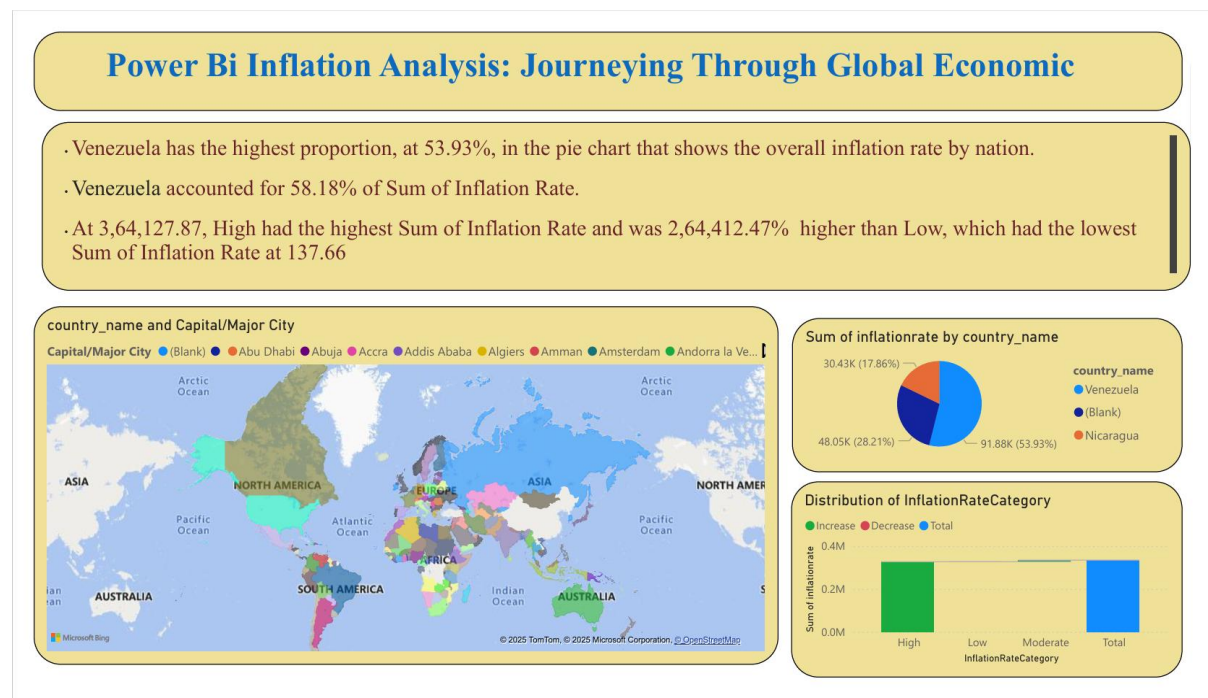 Power Bi Inflation Analysis: Journeying Through Global Economic
· Venezuela has the highest proportion, at 53.93%, in the pie chart that shows the overall inflation rate by nation.
· Venezuela accounted for 58.18% of Sum of Inflation Rate.
· At 3,64,127.87, High had the highest Sum of Inflation Rate and was 2,64,412.47% higher than Low, which had the lowest
Sum of Inflation Rate at 137.66
country_name and Capital/Major City
Capital/Major City (Blank) Abu Dhabi Abuja Accra Addis Ababa Algiers Amman Amsterdam Andorra la Ve...
Arctic
Ocean
Arctic
Ocean
ASIA
NORTH AMERICA
EUROPE
ASIA
NORTH AMER
Pacific
Ocean
Atlantic
Ocean
Pacific
Ocean
AFRICA
ian
ean
AUSTRALIA
SOUTH AMERICA
Indian
Ocean
AUSTRALIA
S
Microsoft Bing
© 2025 TomTom, © 2025 Microsoft Corporation, © OpenStreetMap
Sum of inflationrate by country_name
30.43K (17.86%)
48.05K (28.21%)
91.88K (53.93%)
country_name
Venezuela
(Blank)
Nicaragua
Distribution of InflationRateCategory
Increase Decrease Total
Sum of inflationrate
0.4M
0.2M
0.0M
High Low Moderate Total
InflationRateCategory